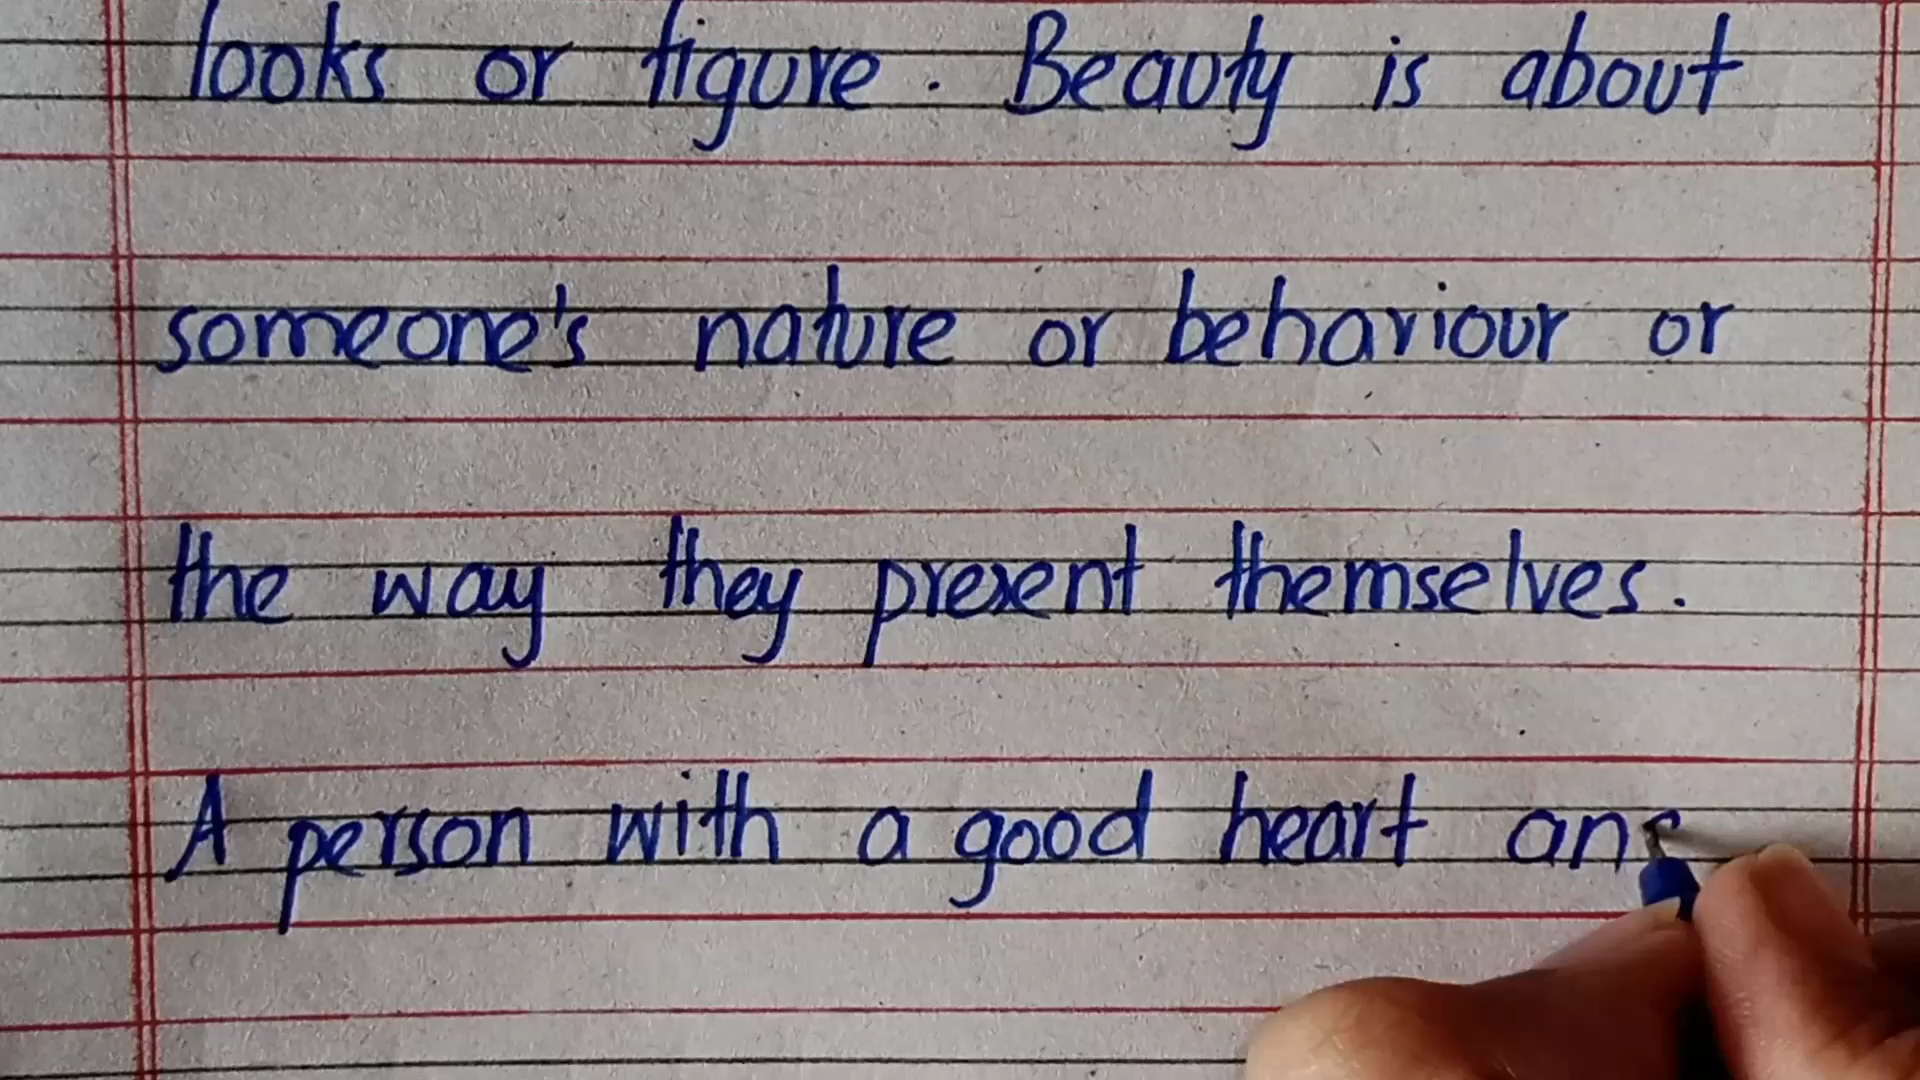 looks or figure. Beauty is about
someone's nature or behaviour or
the way they present themselves.
A person with a good heart an